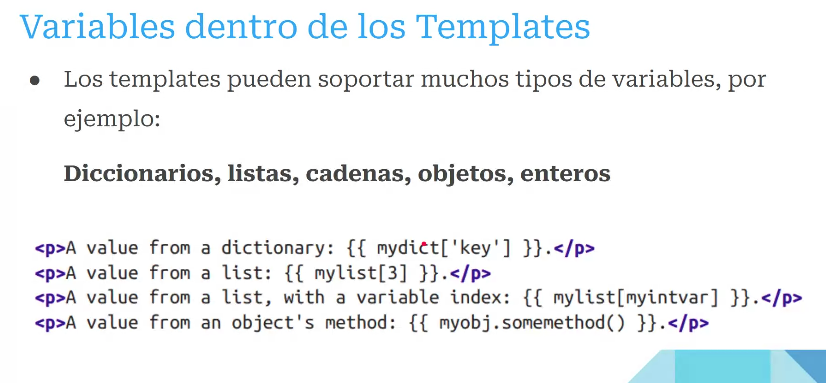 Variables dentro de los Templates
● Los templates pueden soportar muchos tipos de variables, por
ejemplo:
Diccionarios, listas, cadenas, objetos, enteros
<p>A value from a dictionary: {{ mydict['key'] }}.</p>
<p>A value from a list: {{ mylist[3] }}.</p>
<p>A value from a list, with a variable index: {{ mylist[myintvar] }}.</p>
<p>A value from an object's method: {{ myobj.somemethod() }}.</p>